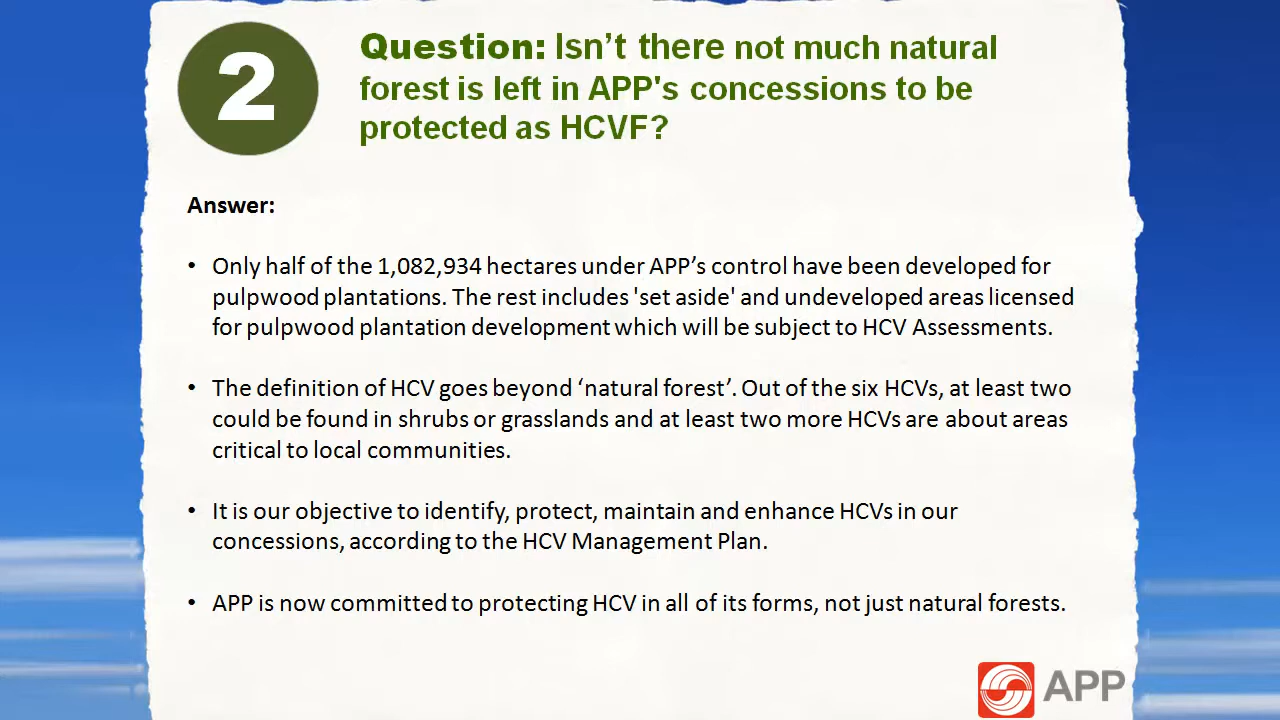 2
Question: Isn’t there not much natural
forest is left in APP's concessions to be
protected as HCVF?
Answer:
• Only half of the 1,082,934 hectares under APP’s control have been developed for
pulpwood plantations. The rest includes 'set aside' and undeveloped areas licensed
for pulpwood plantation development which will be subject to HCV Assessments.
• The definition of HCV goes beyond ‘natural forest’. Out of the six HCVs, at least two
could be found in shrubs or grasslands and at least two more HCVs are about areas
critical to local communities.
• It is our objective to identify, protect, maintain and enhance HCVs in our
concessions, according to the HCV Management Plan.
• APP is now committed to protecting HCV in all of its forms, not just natural forests.
APP